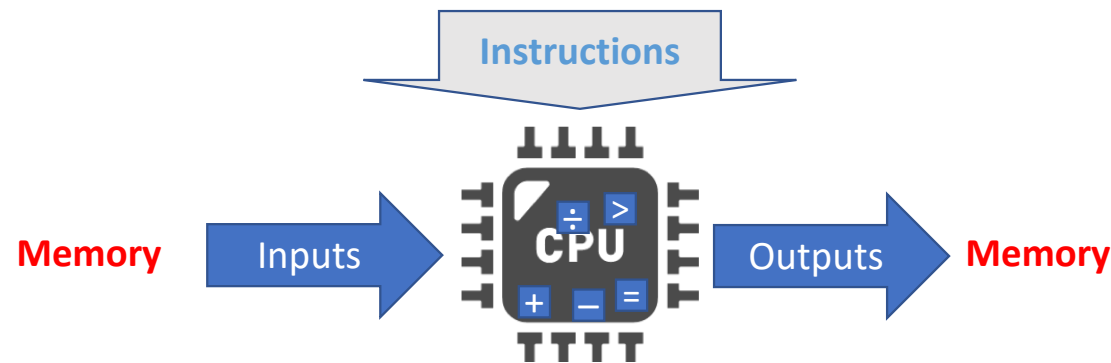 Instructions
÷ >
Memory Inputs CPU Outputs Memory
+ − =